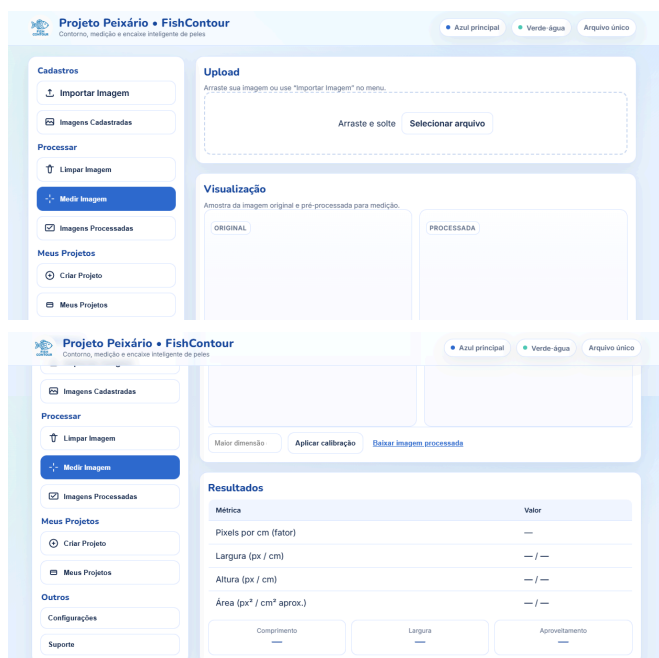 Projeto Peixário • FishContour
Contorno, medição e encaixe inteligente de peles
Azul principal
Verde-água
Arquivo único
Cadastros
Importar Imagem
Imagens Cadastradas
Processar
Limpar Imagem
Medir Imagem
Imagens Processadas
Meus Projetos
Criar Projeto
Meus Projetos
Upload
Arraste sua imagem ou use "Importar Imagem" no menu.
Arraste e solte Selecionar arquivo
Visualização
Amostra da imagem original e pré-processada para medição.
ORIGINAL
PROCESSADA
Projeto Peixário • FishContour
Contorno, medição e encaixe inteligente de peles
Azul principal
Verde-água
Arquivo único
Imagens Cadastradas
Processar
Limpar Imagem
Medir Imagem
Imagens Processadas
Meus Projetos
Criar Projeto
Meus Projetos
Outros
Configurações
Suporte
Maior dimensão
Aplicar calibração
Baixar imagem processada
Resultados
Métrica Valor
Pixels por cm (fator) —
Largura (px / cm) — / —
Altura (px / cm) — / —
Área (px² / cm² aprox.) — / —
Comprimento
—
Largura
—
Aproveitamento
—